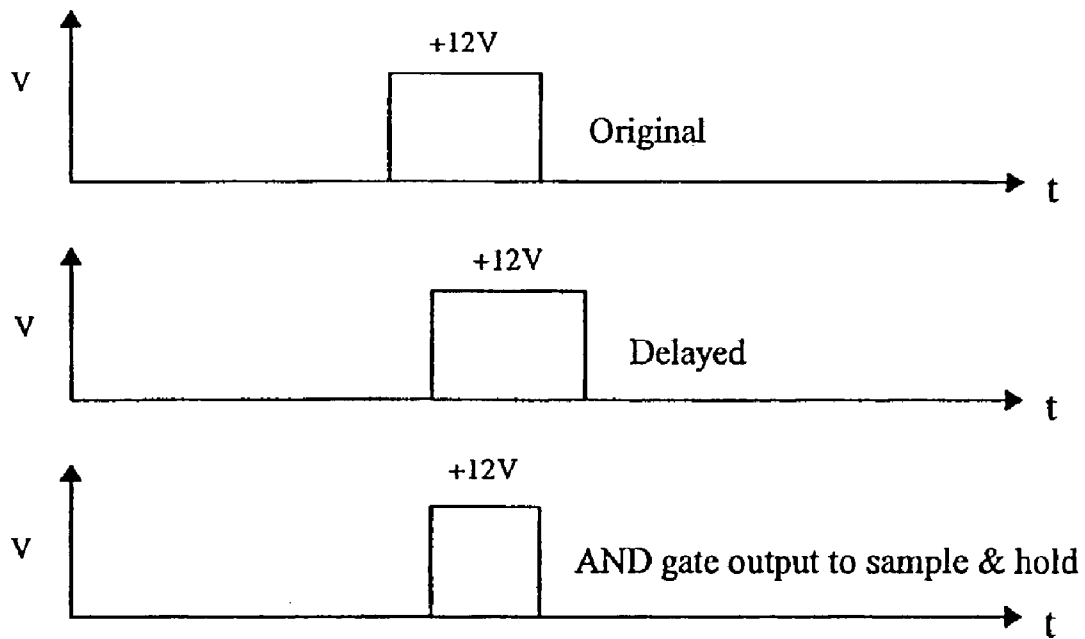 +12V
V
Original
t
+12V
V
Delayed
t
+12V
V
AND gate output to sample & hold
t